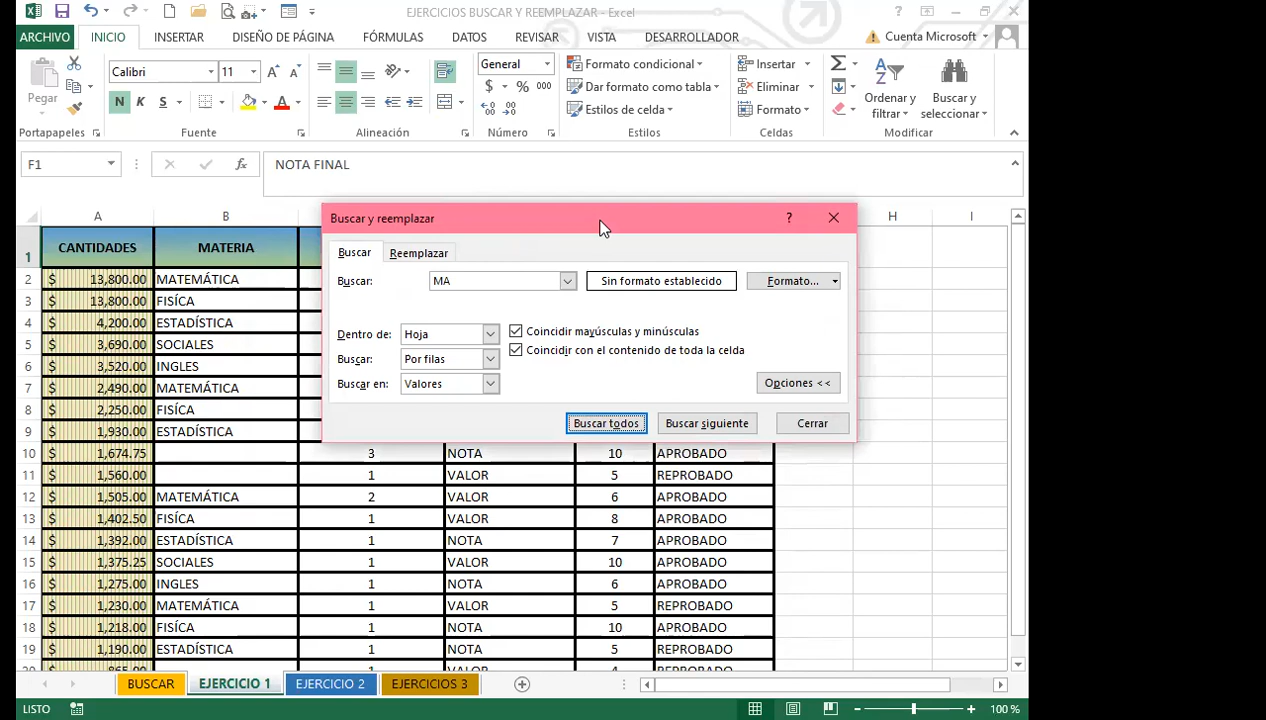 EJERCICIOS BUSCAR Y REEMPLAZAR - Excel
ARCHIVO INICIO INSERTAR DISEÑO DE PÁGINA FÓRMULAS DATOS REVISAR VISTA DESARROLLADOR Cuenta Microsoft
Calibri 11 General Formato condicional Insertar
Pegar N K S $ % 000 Dar formato como tabla Eliminar Ordenar y filtrar Buscar y seleccionar
Estilos de celda Formato
Portapapeles Fuente Alineación Número Estilos Celdas Modificar
F1 fx NOTA FINAL
A B H I
Buscar y reemplazar ?
1 CANTIDADES MATERIA
Buscar Reemplazar
Buscar: MA Sin formato establecido Formato...
Dentro de: Hoja Coincidir mayúsculas y minúsculas
Buscar: Por filas Coincidir con el contenido de toda la celda
Buscar en: Valores Opciones <<
Buscar todos Buscar siguiente Cerrar
2 $ 13,800.00 MATEMÁTICA
3 $ 13,800.00 FISÍCA
4 $ 4,200.00 ESTADÍSTICA
5 $ 3,690.00 SOCIALES
6 $ 3,520.00 INGLES
7 $ 2,490.00 MATEMÁTICA
8 $ 2,250.00 FISÍCA
9 $ 1,930.00 ESTADÍSTICA
10 $ 1,674.75 3 NOTA 10 APROBADO
11 $ 1,560.00 1 VALOR 5 REPROBADO
12 $ 1,505.00 MATEMÁTICA 2 VALOR 6 APROBADO
13 $ 1,402.50 FISÍCA 1 VALOR 8 APROBADO
14 $ 1,392.00 ESTADÍSTICA 1 NOTA 7 APROBADO
15 $ 1,375.25 SOCIALES 1 VALOR 10 APROBADO
16 $ 1,275.00 INGLES 1 NOTA 6 APROBADO
17 $ 1,230.00 MATEMÁTICA 1 VALOR 5 REPROBADO
18 $ 1,218.00 FISÍCA 1 NOTA 10 APROBADO
19 $ 1,190.00 ESTADÍSTICA 1 NOTA 5 REPROBADO
BUSCAR EJERCICIO 1 EJERCICIO 2 EJERCICIOS 3
LISTO 100 %